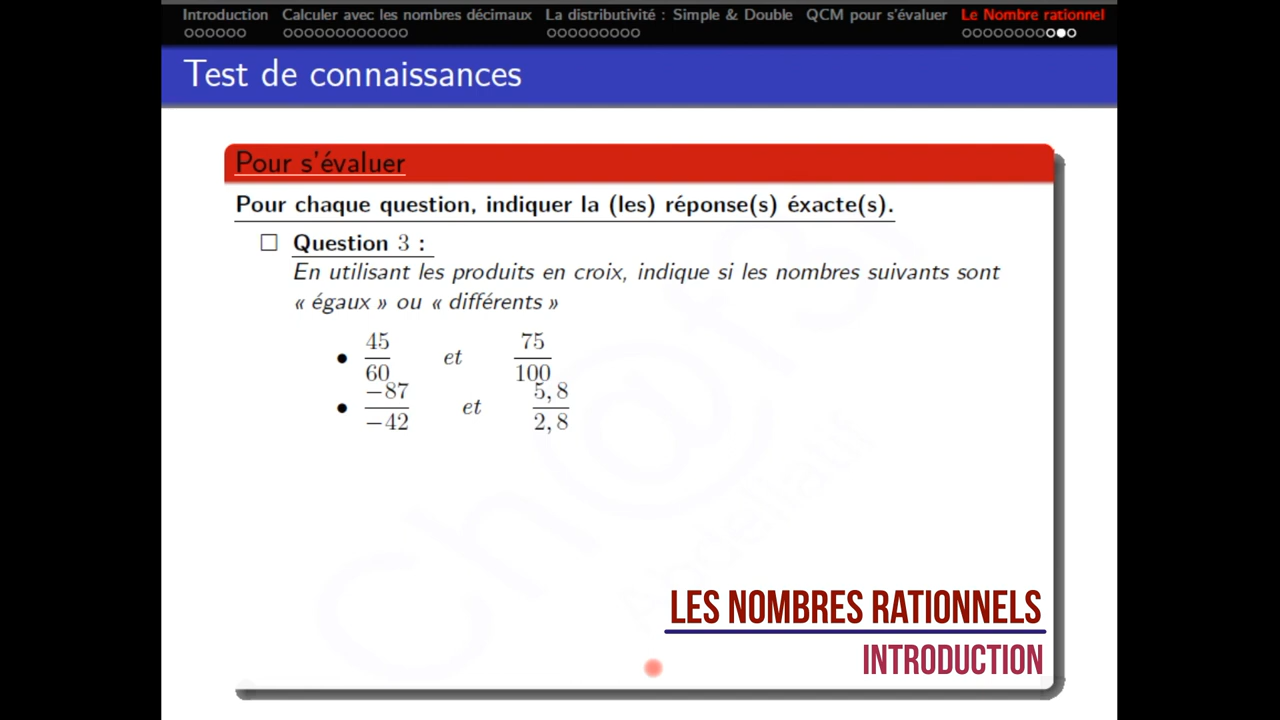 Introduction Calculer avec les nombres décimaux La distributivité : Simple & Double QCM pour s'évaluer Le Nombre rationnel
Test de connaissances
Pour s'évaluer
Pour chaque question, indiquer la (les) réponse(s) éxacte(s).
Question 3 :
En utilisant les produits en croix, indique si les nombres suivants sont
« égaux » ou « différents »
• 45/60 et 75/100
• −87/−42 et 5,8/2,8
Ch@rsi
Abdellatif
LES NOMBRES RATIONNELS
INTRODUCTION